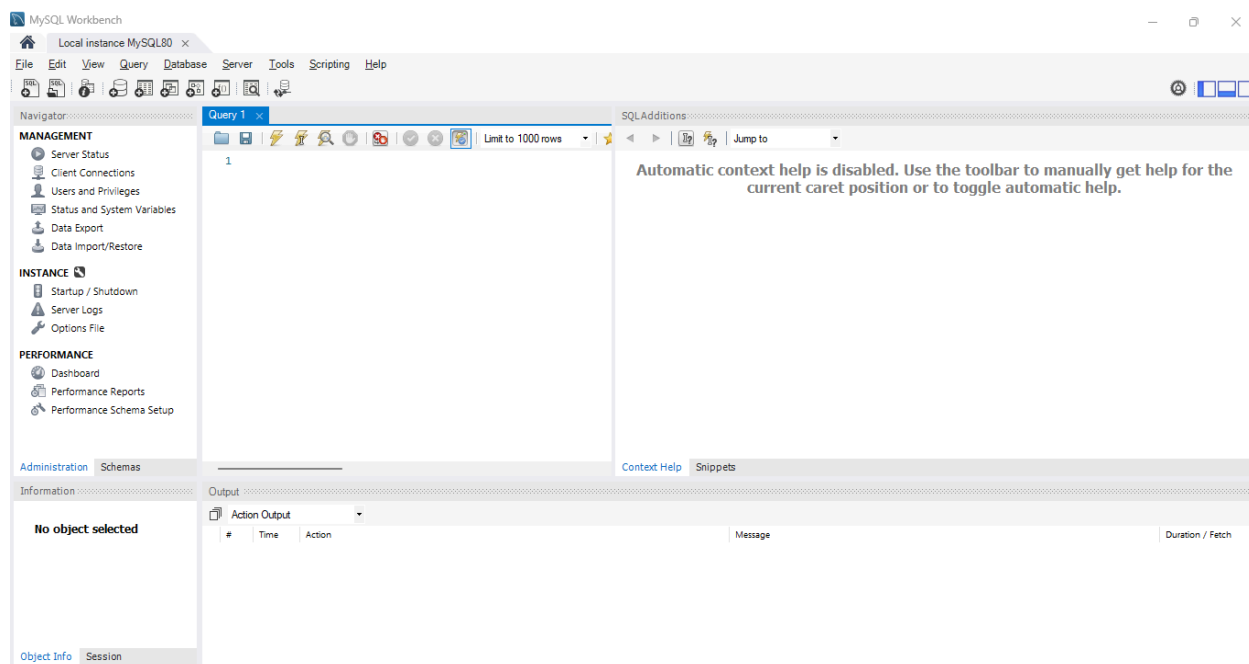 MySQL Workbench
Local instance MySQL80
File Edit View Query Database Server Tools Scripting Help
Navigator
MANAGEMENT
Server Status
Client Connections
Users and Privileges
Status and System Variables
Data Export
Data Import/Restore
INSTANCE
Startup / Shutdown
Server Logs
Options File
PERFORMANCE
Dashboard
Performance Reports
Performance Schema Setup
Administration Schemas
Query 1
Limit to 1000 rows
1
SQLAdditions
Jump to
Automatic context help is disabled. Use the toolbar to manually get help for the
current caret position or to toggle automatic help.
Context Help Snippets
Information
No object selected
Object Info Session
Output
Action Output
# Time Action Message Duration / Fetch